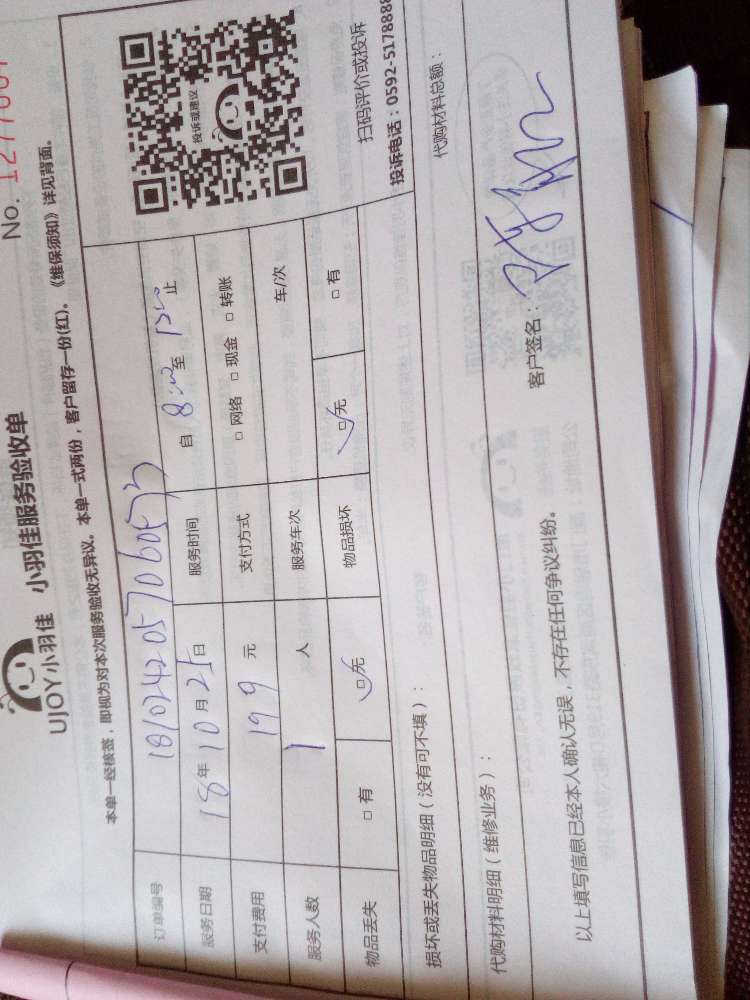 No. 1277
UJOY小羽佳 小羽佳服务验收单
本单一经核签，即视为对本次服务验收无异议。本单一式两份，客户留存一份(红)。《维保须知》详见背面。
订单编号 181024205706057
服务日期 18年10月25日 服务时间 自 8:00 至 12:00 止
支付费用 199 元 支付方式 □网络 □现金 □转账
服务人数 1 人 服务车次 车/次
物品丢失 □有 □无 物品损坏 □无 □有
投诉或建议
扫码评价或投诉
投诉电话：0592-5178888
损坏或丢失物品明细（没有可不填）：
代购材料明细（维修业务）： 代购材料总额：
以上填写信息已经本人确认无误，不存在任何争议纠纷。 客户签名：